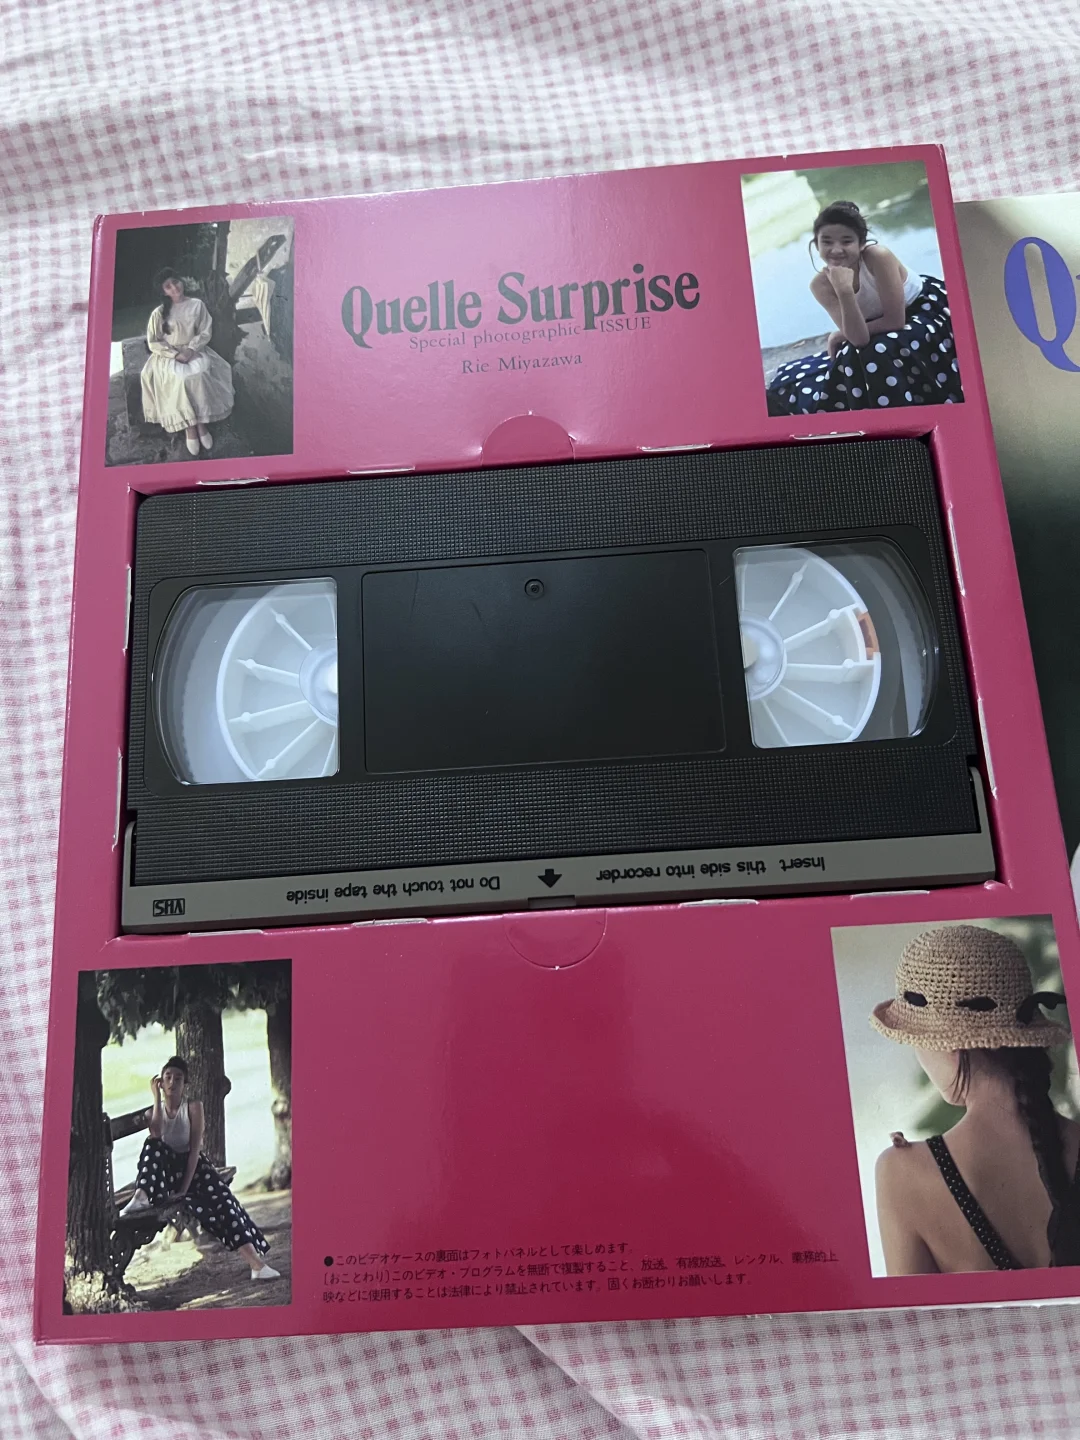 Quelle Surprise
Special photographic ISSUE
Rie Miyazawa
Qu
Insert this side into recorder
Do not touch the tape inside
VHS
●このビデオケースの裏面はフォトパネルとして楽しめます。
[おことわり]このビデオ・プログラムを無断で複製すること、放送、有線放送、レンタル、業務的上
映などに使用することは法律により禁止されています。固くお断わりお願いします。